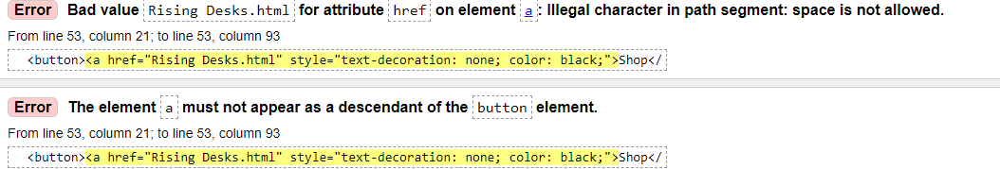 Error Bad value Rising Desks.html for attribute href on element a: Illegal character in path segment: space is not allowed.
From line 53, column 21; to line 53, column 93
<button><a href="Rising Desks.html" style="text-decoration: none; color: black;">Shop</
Error The element a must not appear as a descendant of the button element.
From line 53, column 21; to line 53, column 93
<button><a href="Rising Desks.html" style="text-decoration: none; color: black;">Shop</